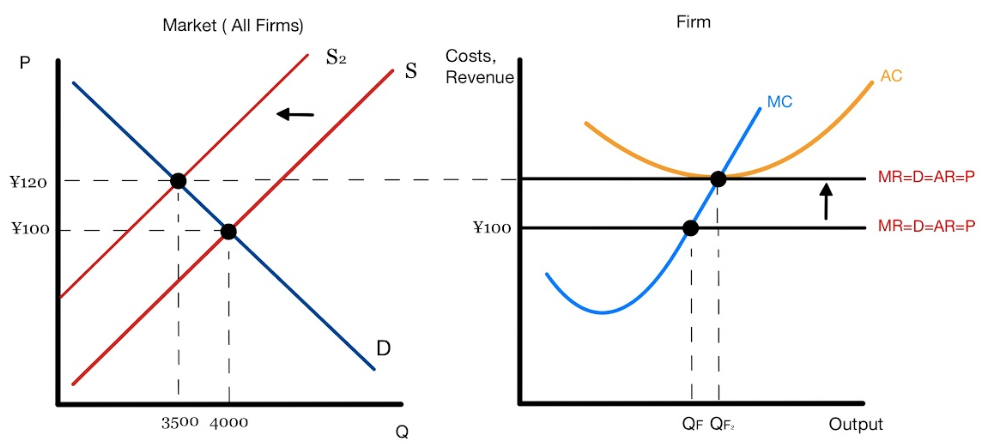 Market ( All Firms)
P
S₂
S
¥120
¥100
D
3500 4000
Q
Firm
Costs,
Revenue
AC
MC
MR=D=AR=P
¥100
MR=D=AR=P
QF QF₂
Output